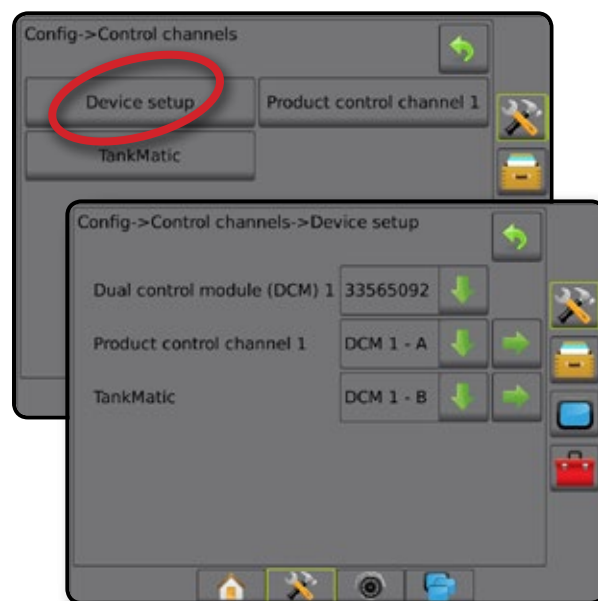 Config->Control channels
Device setup
Product control channel 1
TankMatic
Config->Control channels->Device setup
Dual control module (DCM) 1 33565092
Product control channel 1 DCM 1 - A
TankMatic DCM 1 - B